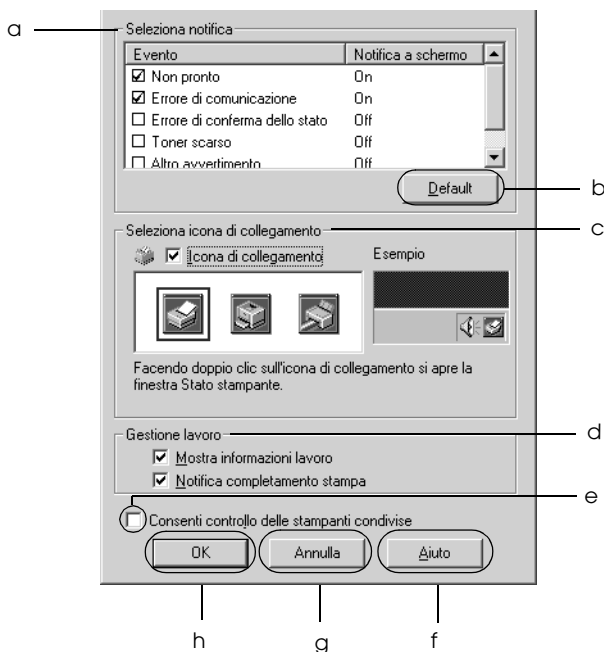 a
Seleziona notifica
Evento Notifica a schermo
Non pronto On
Errore di comunicazione On
Errore di conferma dello stato Off
Toner scarso Off
Altro avvertimento Off
Default
b
Seleziona icona di collegamento
c
Icona di collegamento Esempio
Facendo doppio clic sull'icona di collegamento si apre la
finestra Stato stampante.
Gestione lavoro
d
Mostra informazioni lavoro
Notifica completamento stampa
e
Consenti controllo delle stampanti condivise
OK Annulla Aiuto
h g f